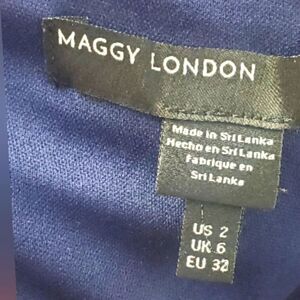 MAGGY LONDON
Made in Sri Lanka
Hecho en Sri Lanka
Fabrique en
Sri Lanka
US 2
UK 6
EU 32